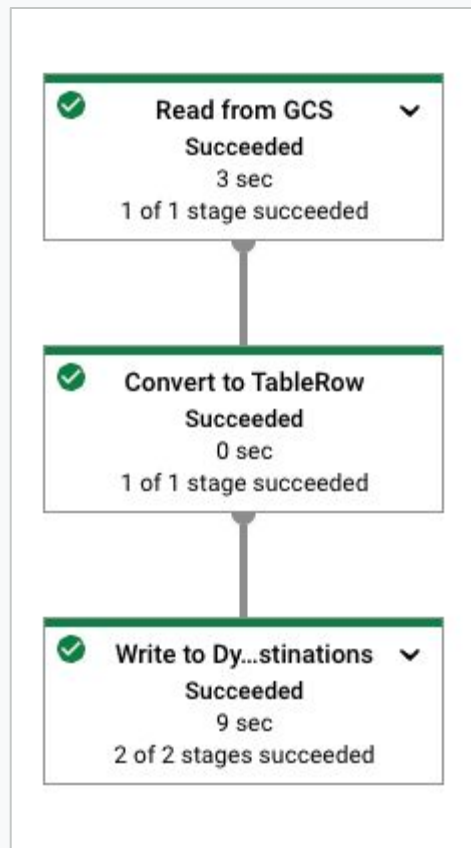 Read from GCS
Succeeded
3 sec
1 of 1 stage succeeded
Convert to TableRow
Succeeded
0 sec
1 of 1 stage succeeded
Write to Dy...stinations
Succeeded
9 sec
2 of 2 stages succeeded